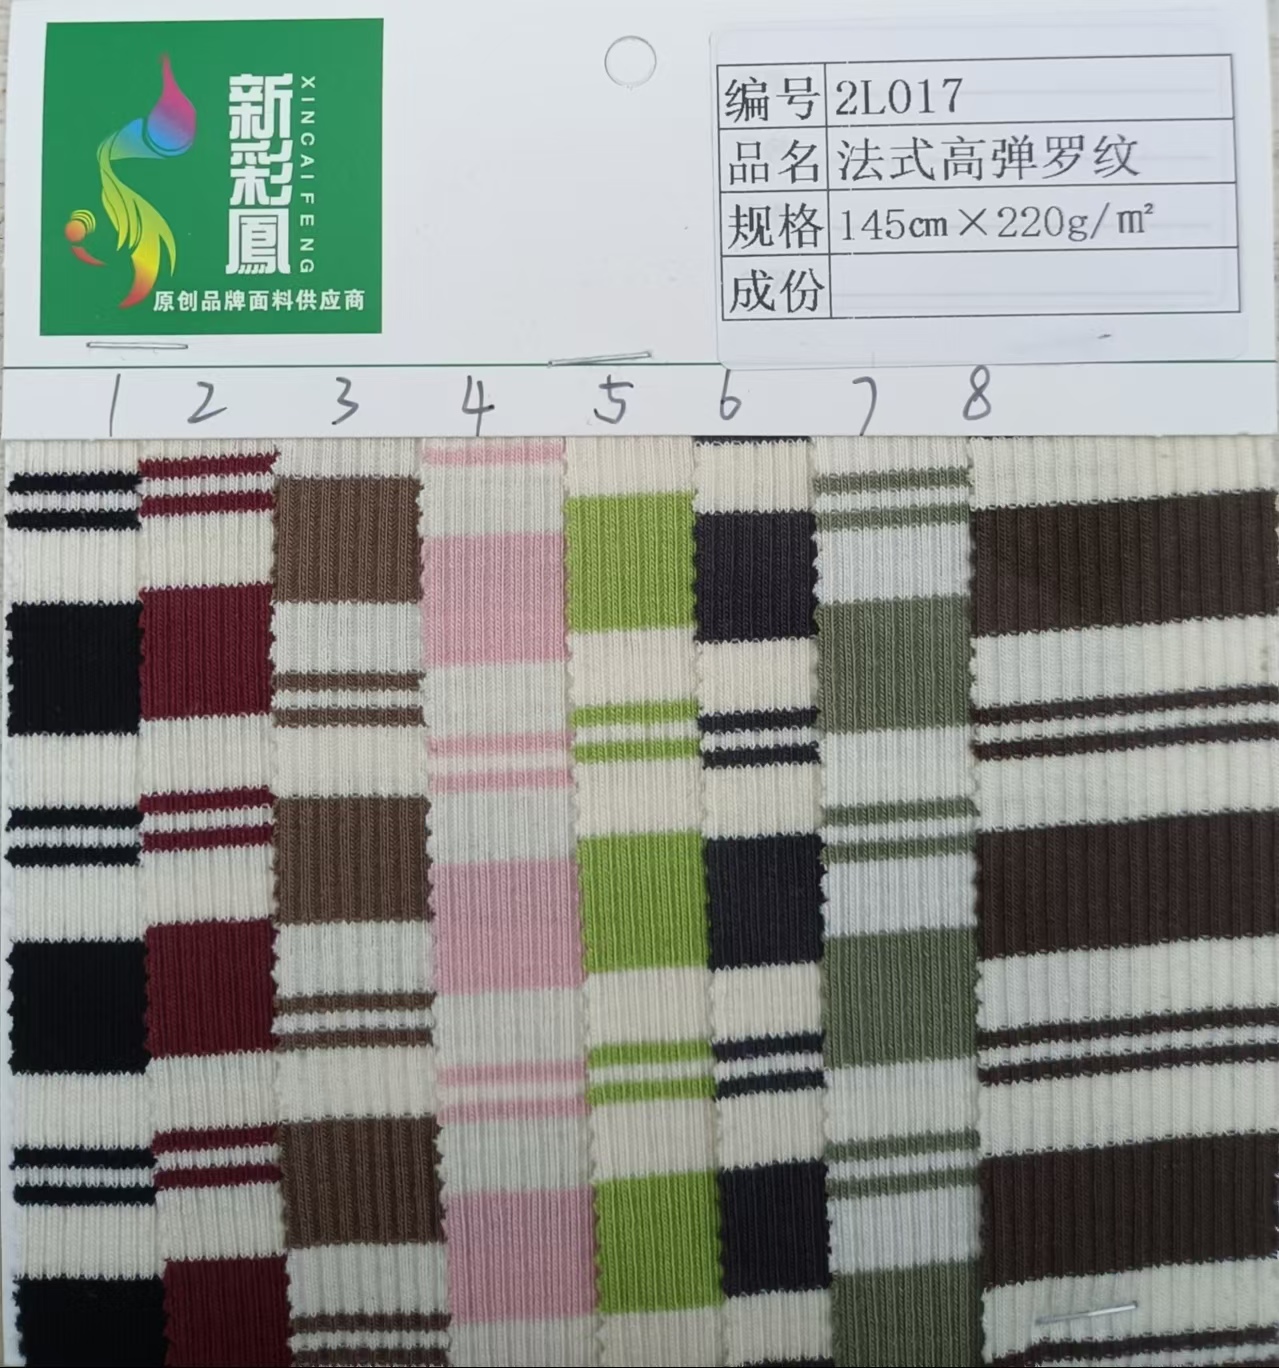 新彩鳳
XINCAIFENG
原创品牌面料供应商
编号 2L017
品名 法式高弹罗纹
规格 145cm×220g/m²
成份
1 2 3 4 5 6 7 8